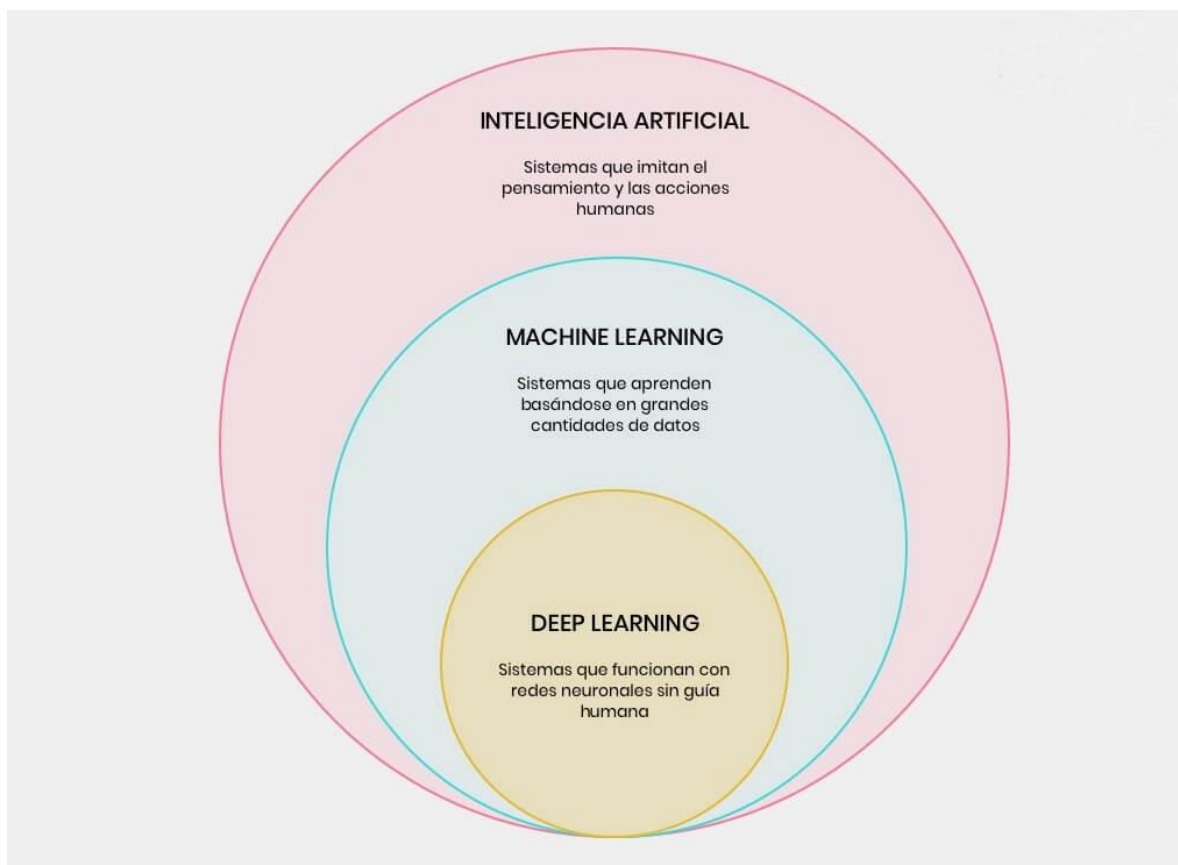 INTELIGENCIA ARTIFICIAL
Sistemas que imitan el
pensamiento y las acciones
humanas
MACHINE LEARNING
Sistemas que aprenden
basándose en grandes
cantidades de datos
DEEP LEARNING
Sistemas que funcionan con
redes neuronales sin guía
humana